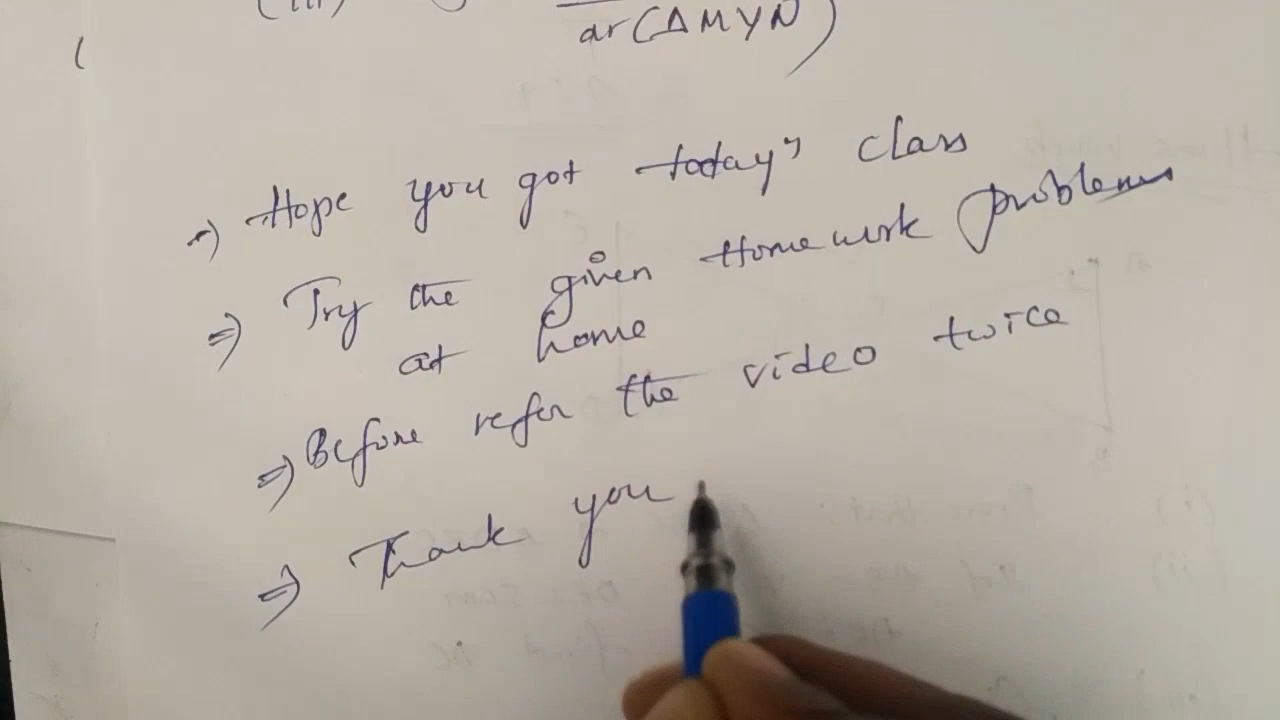 (iii)
ar(ΔMYN)
⇒ Hope you got today's class
⇒ Try the given Homework problems
at home
⇒ Before refer the video twice
⇒ Thank you